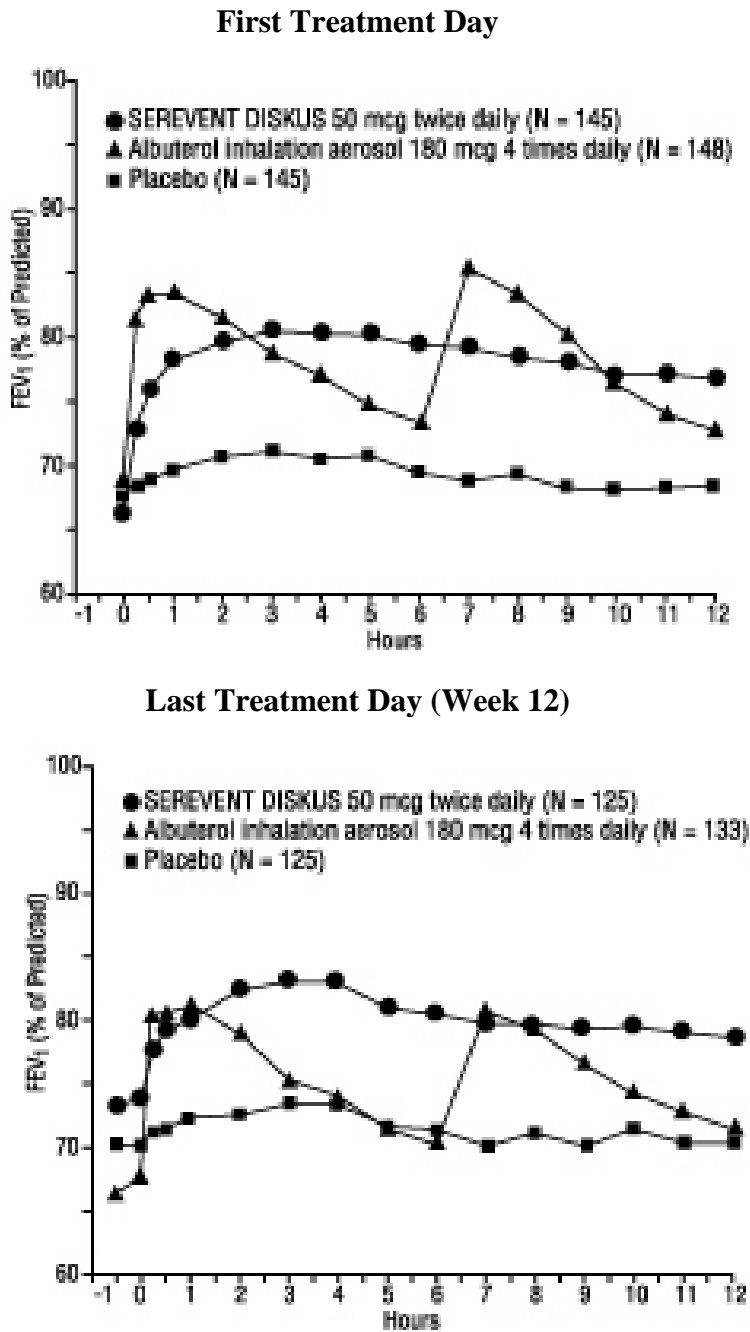 First Treatment Day
100
SEREVENT DISKUS 50 mcg twice daily (N = 145)
Albuterol inhalation aerosol 180 mcg 4 times daily (N = 148)
Placebo (N = 145)
90
80
70
60
FEV1 (% of Predicted)
-1 0 1 2 3 4 5 6 7 8 9 10 11 12
Hours
Last Treatment Day (Week 12)
100
SEREVENT DISKUS 50 mcg twice daily (N = 125)
Albuterol inhalation aerosol 180 mcg 4 times daily (N = 133)
Placebo (N = 125)
90
80
70
60
FEV1 (% of Predicted)
-1 0 1 2 3 4 5 6 7 8 9 10 11 12
Hours